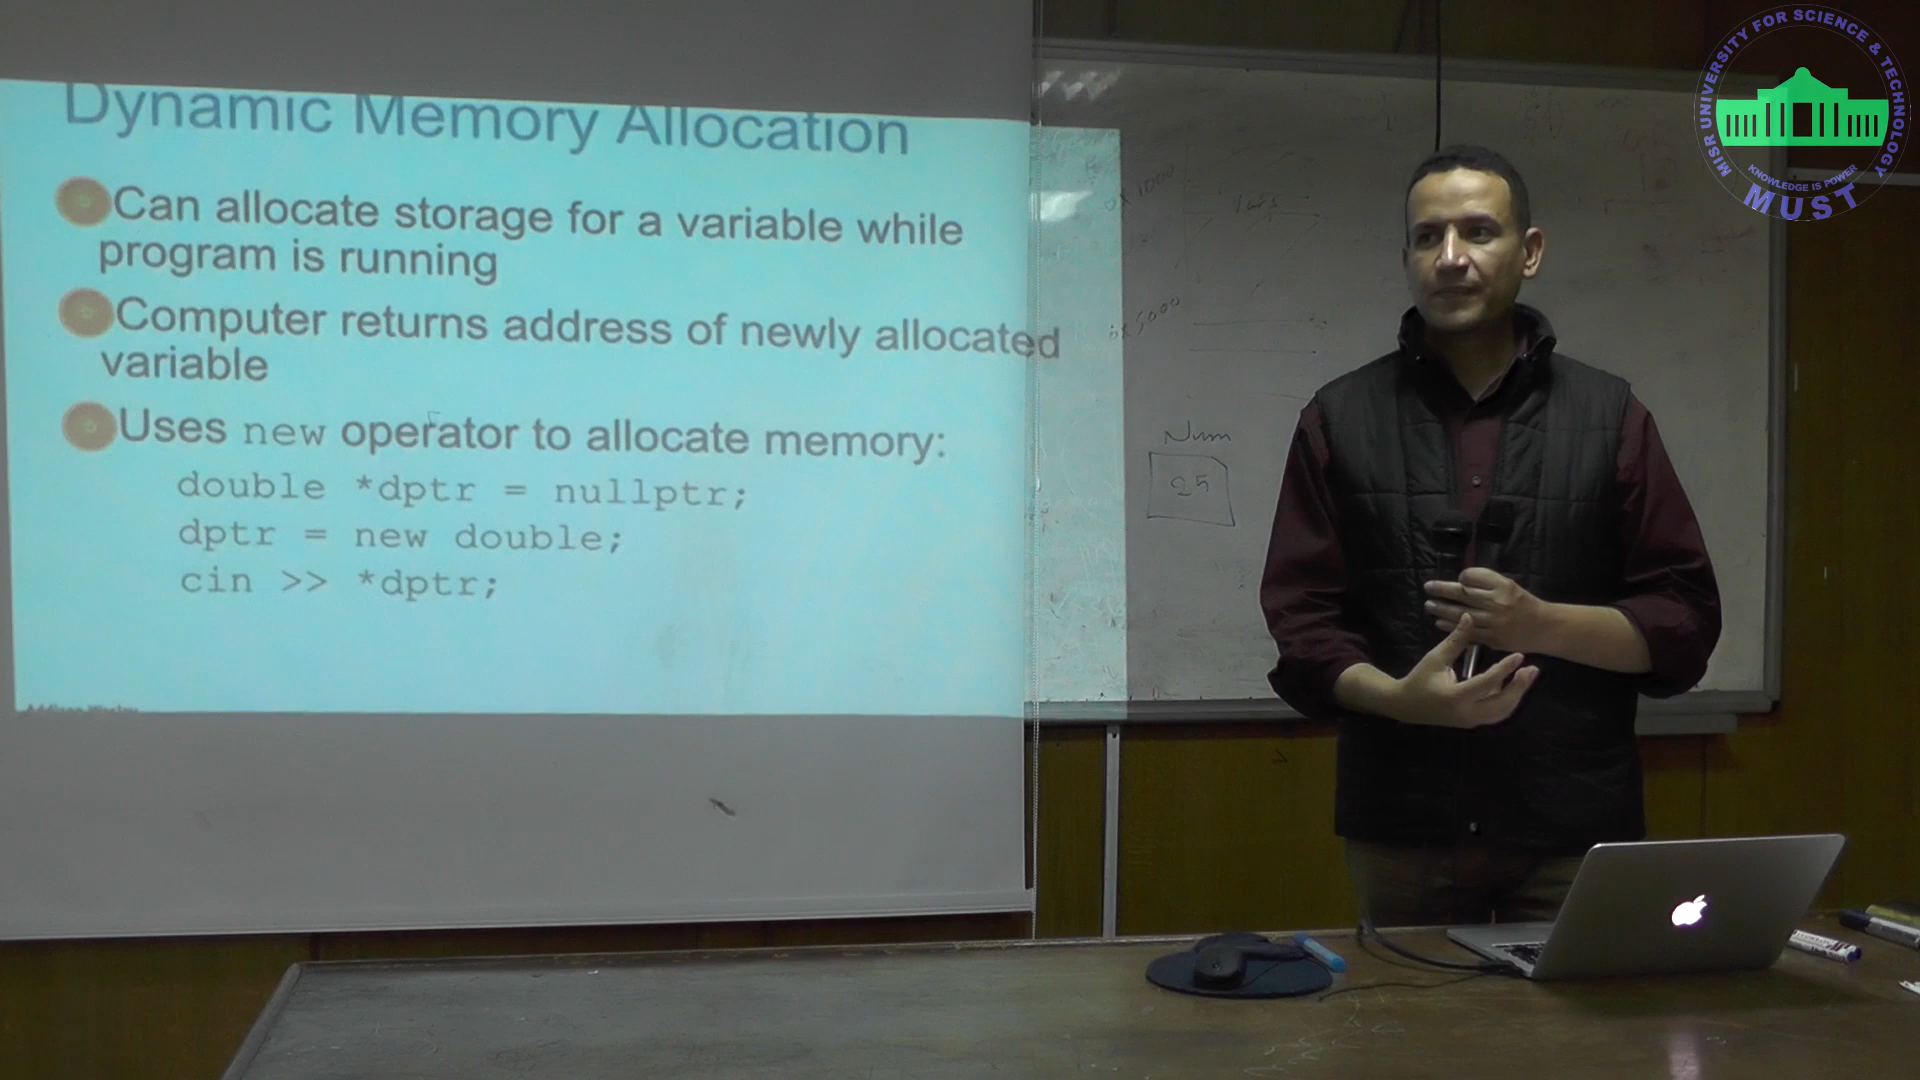 Dynamic Memory Allocation
Can allocate storage for a variable while
program is running
Computer returns address of newly allocated
variable
Uses new operator to allocate memory:
double *dptr = nullptr;
dptr = new double;
cin >> *dptr;
0x1000
0x5000
Num
25
MISR UNIVERSITY FOR SCIENCE & TECHNOLOGY
KNOWLEDGE IS POWER
MUST